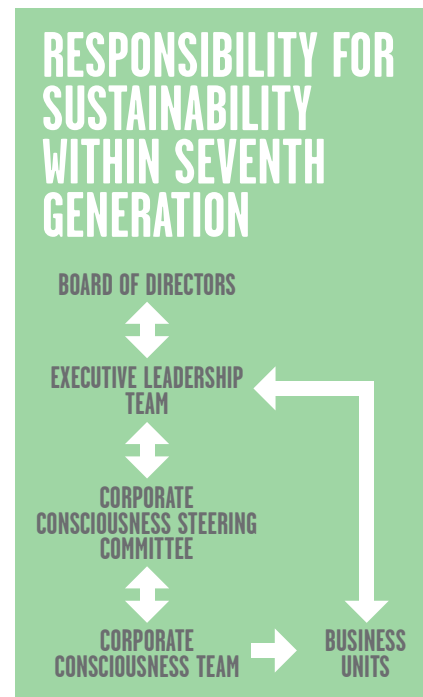 RESPONSIBILITY FOR
SUSTAINABILITY
WITHIN SEVENTH
GENERATION
BOARD OF DIRECTORS
EXECUTIVE LEADERSHIP
TEAM
CORPORATE
CONSCIOUSNESS STEERING
COMMITTEE
CORPORATE
CONSCIOUSNESS TEAM
BUSINESS
UNITS